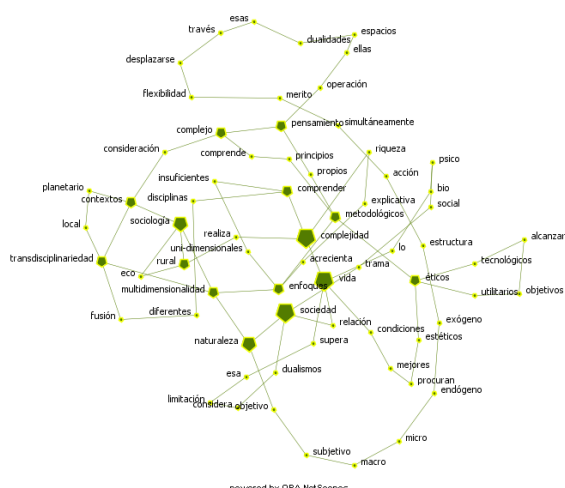 esas
través
espacios
dualidades
ellas
desplazarse
operación
flexibilidad
merito
pensamiento
simultáneamente
complejo
consideración
comprende
principios
riqueza
psico
insuficientes
propios
acción
planetario
disciplinas
comprender
bio
contextos
explicativa
social
sociología
metodológicos
local
realiza
complejidad
alcanzar
uni-dimensionales
lo
estructura
transdisciplinariedad
rural
acrecienta
trama
tecnológicos
eco
vida
éticos
multidimensionalidad
enfoques
utilitarios
objetivos
fusión
diferentes
sociedad
relación
exógeno
condiciones
naturaleza
supera
estéticos
esa
dualismos
mejores
procuran
limitación
considera
objetivo
endógeno
micro
subjetivo
macro